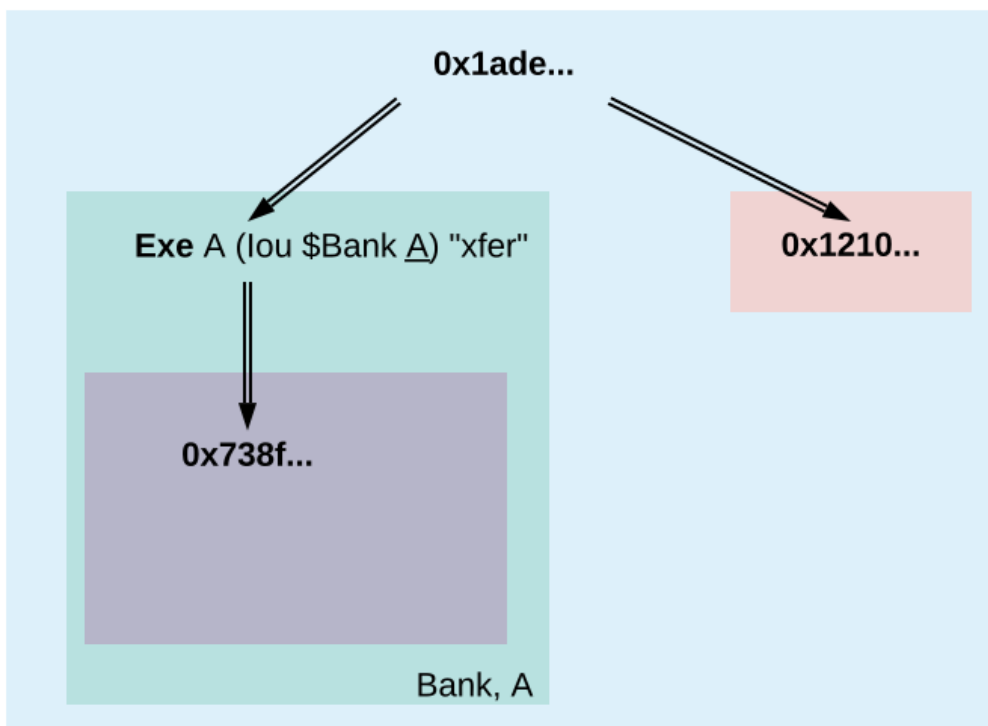 0x1ade...
Exe A (Iou $Bank A) "xfer"
0x1210...
0x738f...
Bank, A